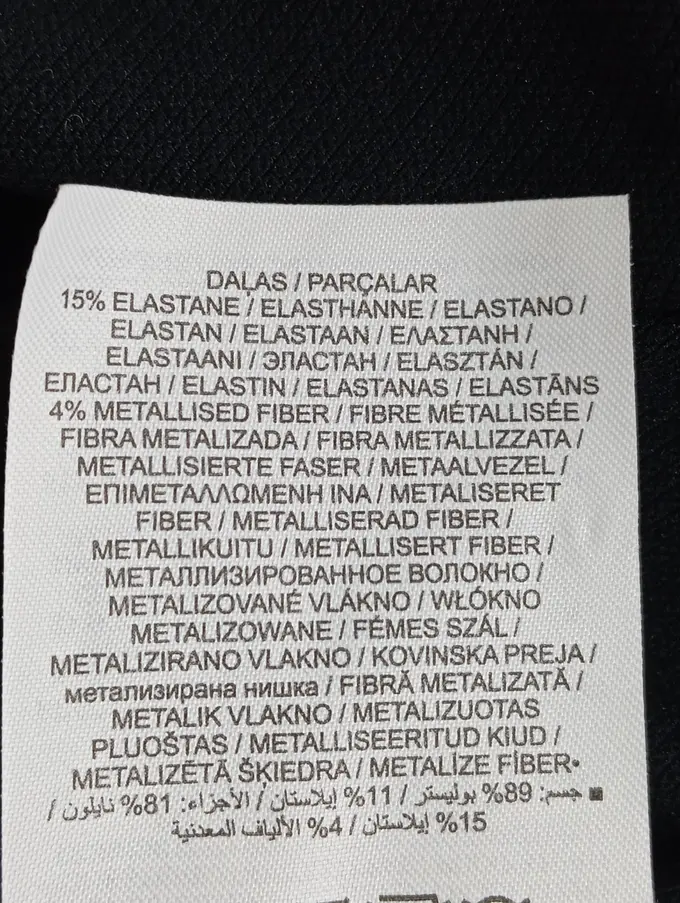 DAĻAS / PARÇALAR
15% ELASTANE / ELASTHANNE / ELASTANO /
ELASTAN / ELASTAAN / ΕΛΑΣΤΑΝΗ /
ELASTAANI / ЭЛАСТАН / ELASZTÁN /
ЕЛАСТАН / ELASTIN / ELASTANAS / ELASTĀNS
4% METALLISED FIBER / FIBRE MÉTALLISÉE /
FIBRA METALIZADA / FIBRA METALLIZZATA /
METALLISIERTE FASER / METAALVEZEL /
ΕΠΙΜΕΤΑΛΛΩΜΕΝΗ ΙΝΑ / METALISERET
FIBER / METALLISERAD FIBER /
METALLIKUITU / METALLISERT FIBER /
МЕТАЛЛИЗИРОВАННОЕ ВОЛОКНО /
METALIZOVANÉ VLÁKNO / WŁÓKNO
METALIZOWANE / FÉMES SZÁL /
METALIZIRANO VLAKNO / KOVINSKA PREJA /
метализирана нишка / FIBRĂ METALIZATĂ /
METALIK VLAKNO / METALIZUOTAS
PLUOŠTAS / METALLISEERITUD KIUD /
METALIZĒTĀ ŠĶIEDRA / METALİZE FİBER•
■ جسم: 89% بوليستر / 11% إيلاستان / الأجزاء: 81% نايلون /
15% إيلاستان / 4% الألياف المعدنية